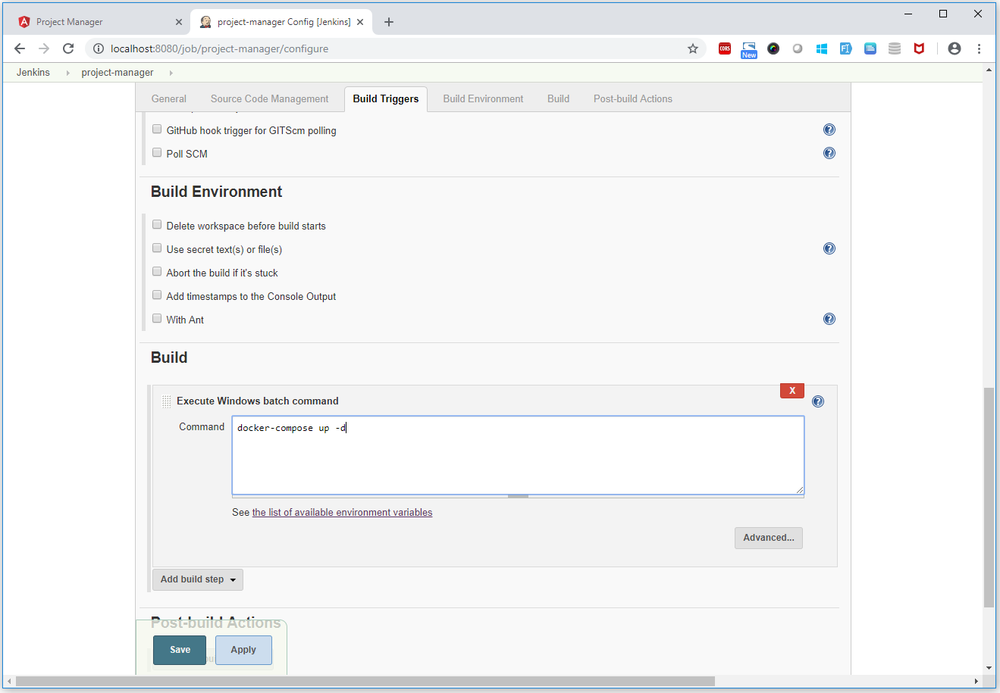 Project Manager
project-manager Config [Jenkins]
localhost:8080/job/project-manager/configure
CORS
New
Jenkins project-manager
General Source Code Management Build Triggers Build Environment Build Post-build Actions
GitHub hook trigger for GITScm polling
Poll SCM
Build Environment
Delete workspace before build starts
Use secret text(s) or file(s)
Abort the build if it's stuck
Add timestamps to the Console Output
With Ant
Build
X
Execute Windows batch command
Command docker-compose up -d
See the list of available environment variables
Advanced...
Add build step
Post-build Actions
Save Apply